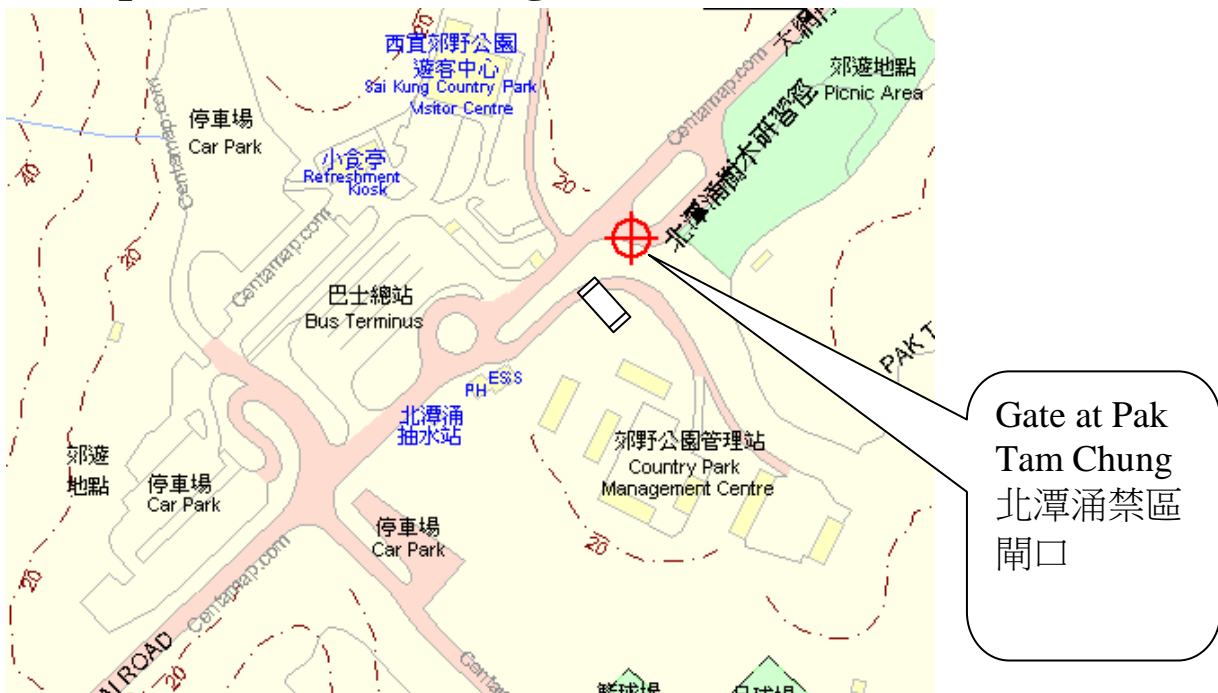 西貢郊野公園
遊客中心
Sai Kung Country Park
Visitor Centre
停車場
Car Park
小食亭
Refreshment
Kiosk
郊遊地點
Picnic Area
北潭涌樹木研習徑
巴士總站
Bus Terminus
ESS
PH
北潭涌
抽水站
郊野公園管理站
Country Park
Management Centre
郊遊
地點
停車場
Car Park
停車場
Car Park
Gate at Pak
Tam Chung
北潭涌禁區
閘口
Centamap.com
Centamap.com
Centamap.com
Centamap.com
20
20
20
20
20
40
20
PAK T
ROAD